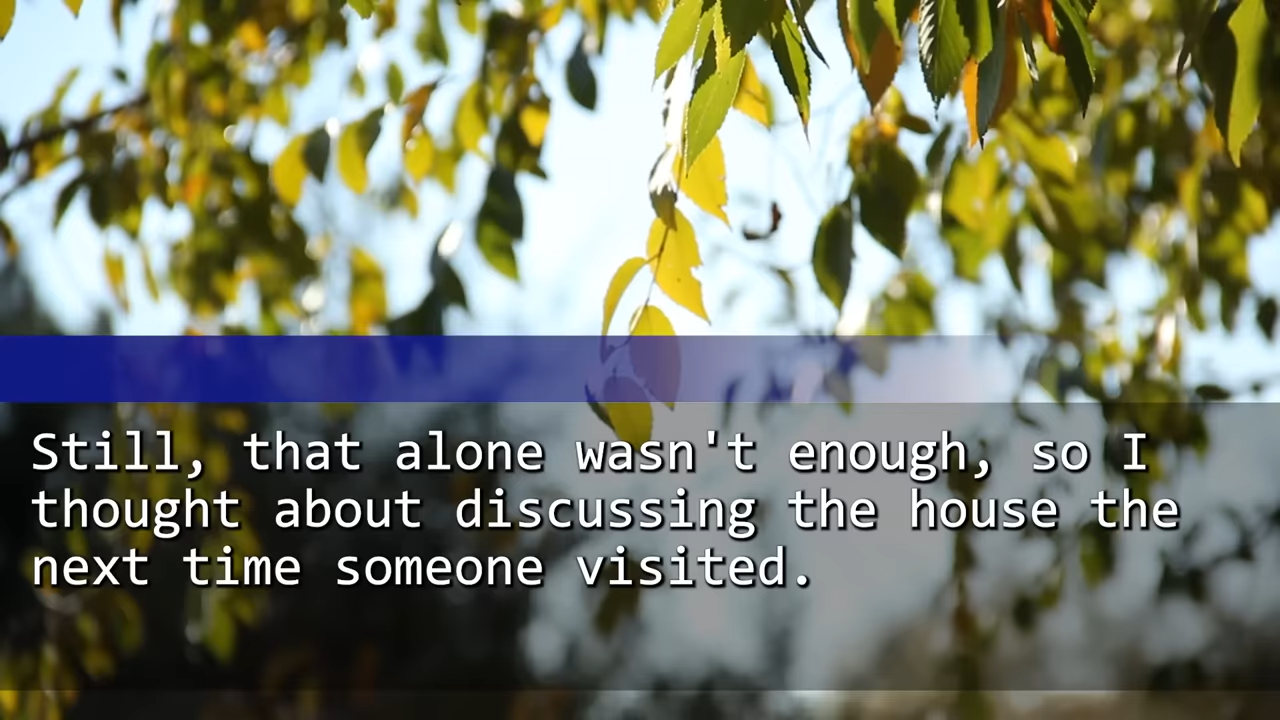 Still, that alone wasn't enough, so I
thought about discussing the house the
next time someone visited.